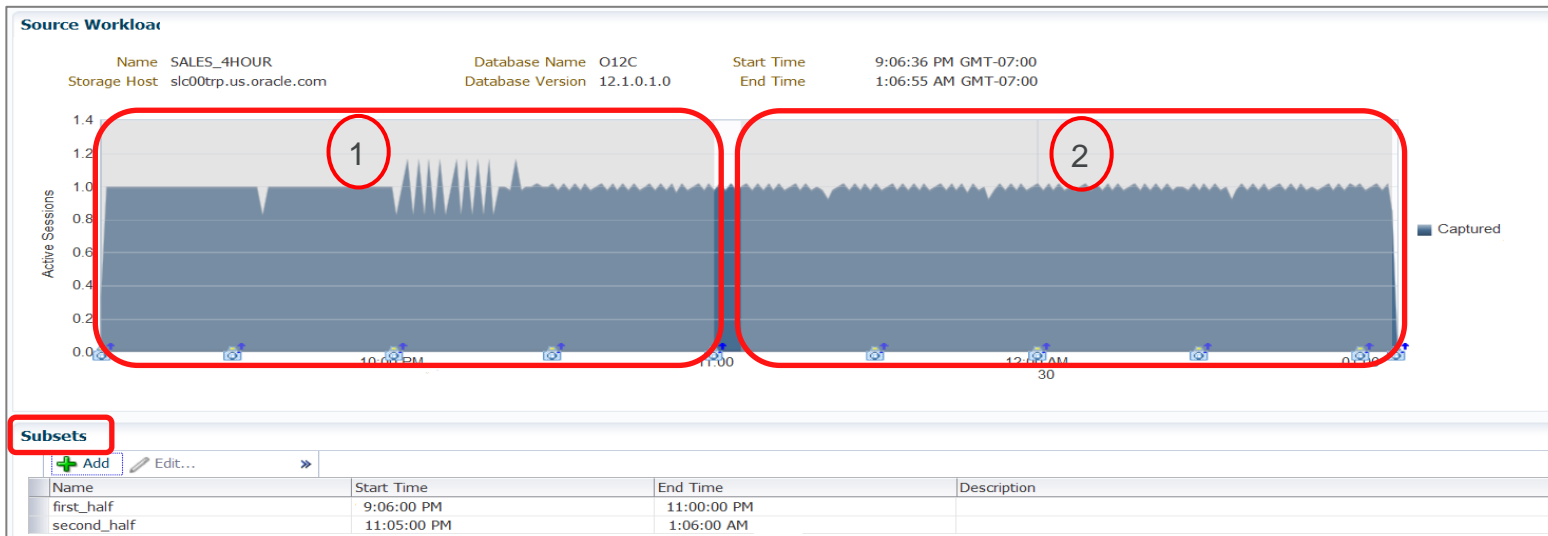 Source Workload
Name SALES_4HOUR Database Name O12C Start Time 9:06:36 PM GMT-07:00
Storage Host slc00trp.us.oracle.com Database Version 12.1.0.1.0 End Time 1:06:55 AM GMT-07:00
1.4
1.2
1.0
0.8
0.6
0.4
0.2
0.0
Active Sessions
1
2
Captured
10:00 PM
11:00
12:00 AM
30
Subsets
Add Edit... »
Name Start Time End Time Description
first_half 9:06:00 PM 11:00:00 PM
second_half 11:05:00 PM 1:06:00 AM